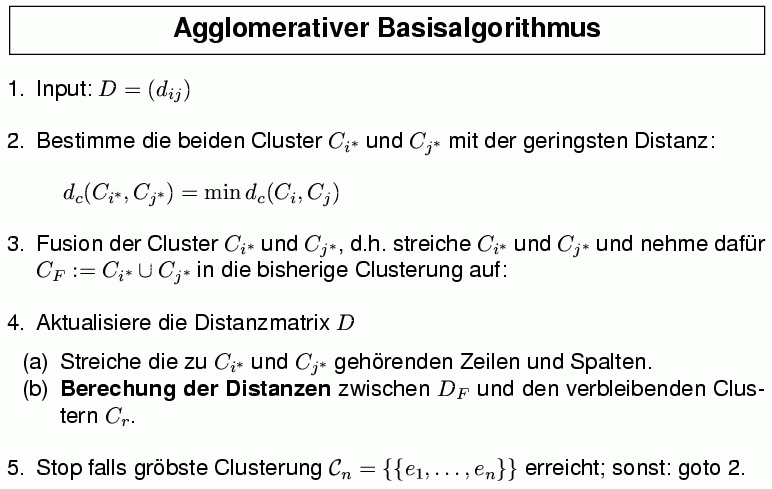 Agglomerativer Basisalgorithmus
1. Input: $D = (d_{ij})$
2. Bestimme die beiden Cluster $C_{i^*}$ und $C_{j^*}$ mit der geringsten Distanz:
$d_c(C_{i^*}, C_{j^*}) = \min d_c(C_i, C_j)$
3. Fusion der Cluster $C_{i^*}$ und $C_{j^*}$, d.h. streiche $C_{i^*}$ und $C_{j^*}$ und nehme dafür
$C_F := C_{i^*} \cup C_{j^*}$ in die bisherige Clusterung auf:
4. Aktualisiere die Distanzmatrix $D$
(a) Streiche die zu $C_{i^*}$ und $C_{j^*}$ gehörenden Zeilen und Spalten.
(b) Berechung der Distanzen zwischen $D_F$ und den verbleibenden Clus-
tern $C_r$.
5. Stop falls gröbste Clusterung $\mathcal{C}_n = \{\{e_1, \ldots, e_n\}\}$ erreicht; sonst: goto 2.